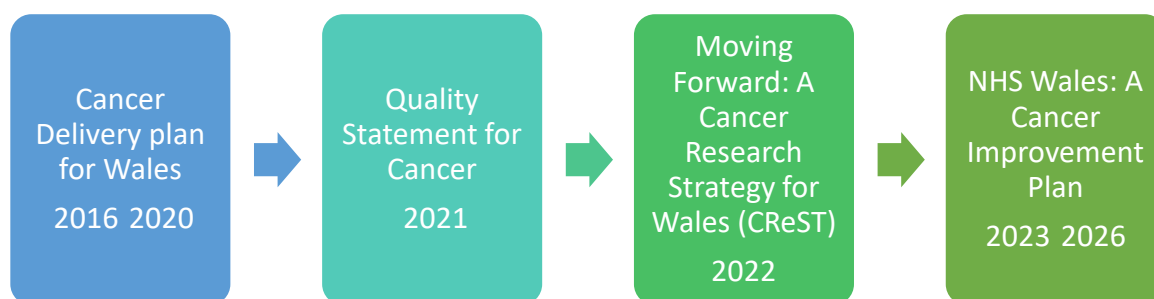 Cancer
Delivery plan
for Wales
2016 2020
Quality
Statement for
Cancer
2021
Moving
Forward: A
Cancer
Research
Strategy for
Wales (CReST)
2022
NHS Wales: A
Cancer
Improvement
Plan
2023 2026